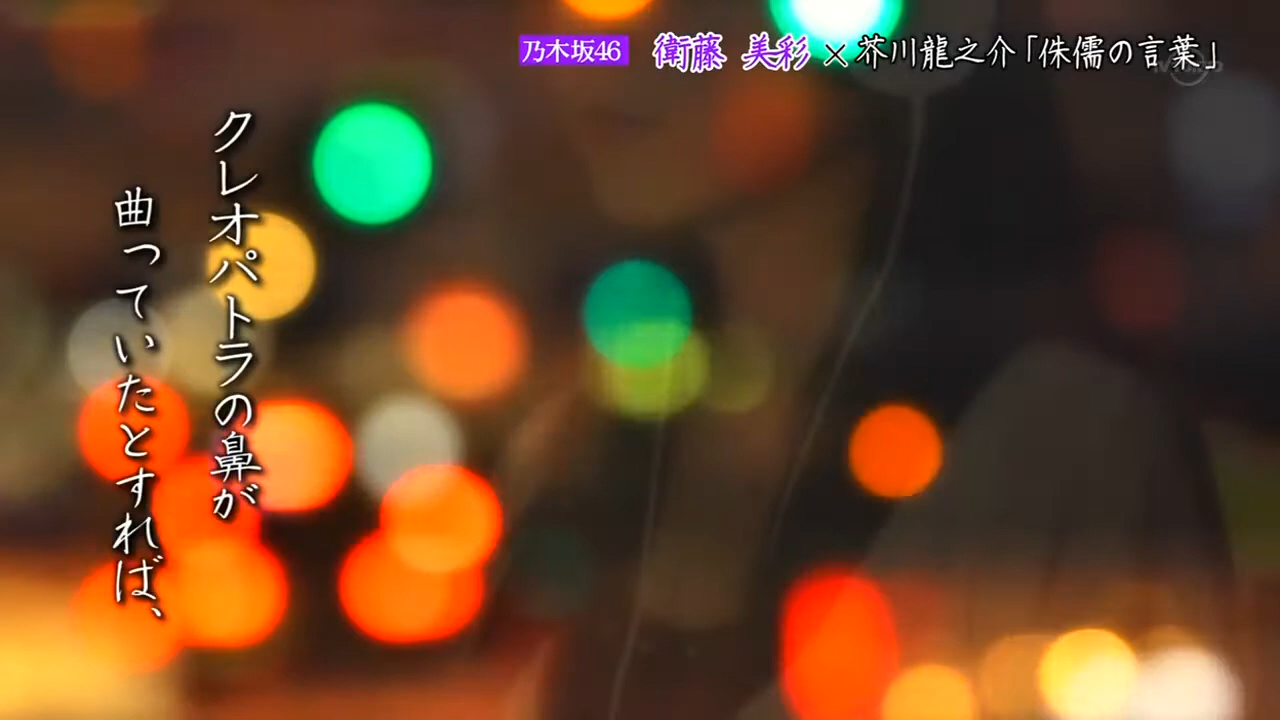 乃木坂46 衛藤 美彩×芥川龍之介「侏儒の言葉」
クレオパトラの鼻が
曲っていたとすれば、